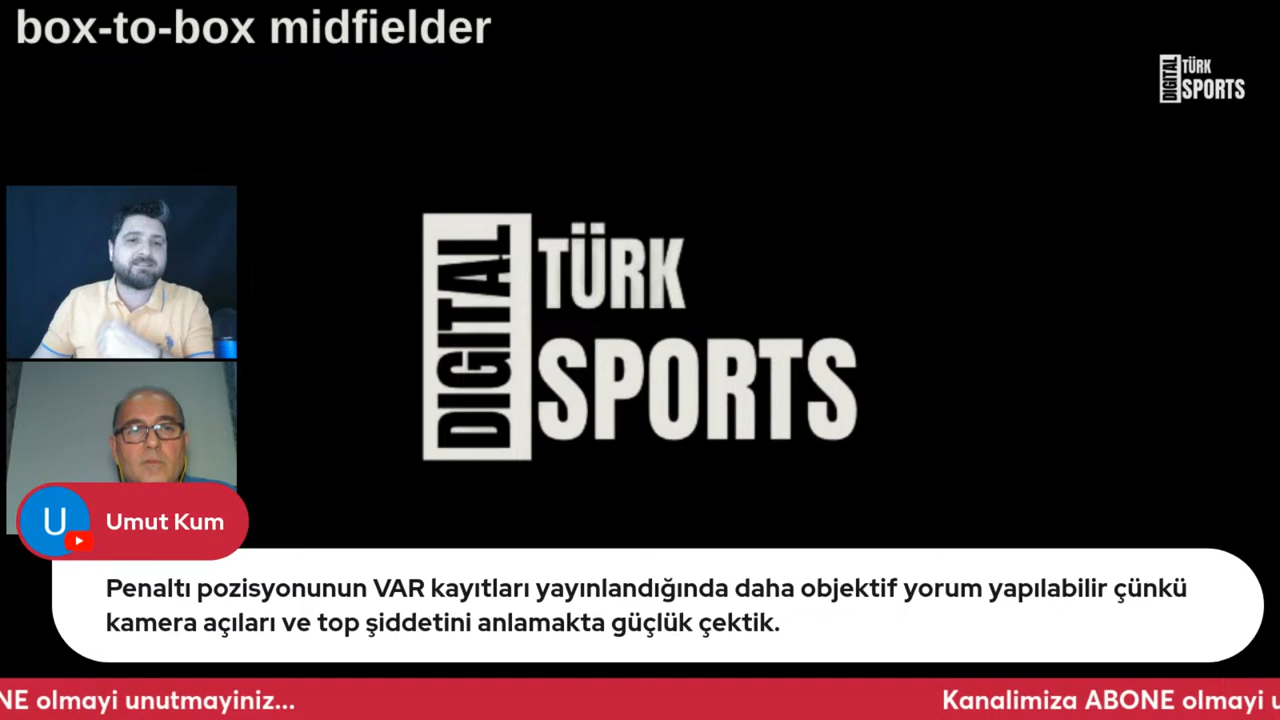 box-to-box midfielder
DIGITAL
TÜRK
SPORTS
DIGITAL
TÜRK
SPORTS
U
Umut Kum
Penaltı pozisyonunun VAR kayıtları yayınlandığında daha objektif yorum yapılabilir çünkü
kamera açıları ve top şiddetini anlamakta güçlük çektik.
NE olmayi unutmayiniz... Kanalimiza ABONE olmayi u